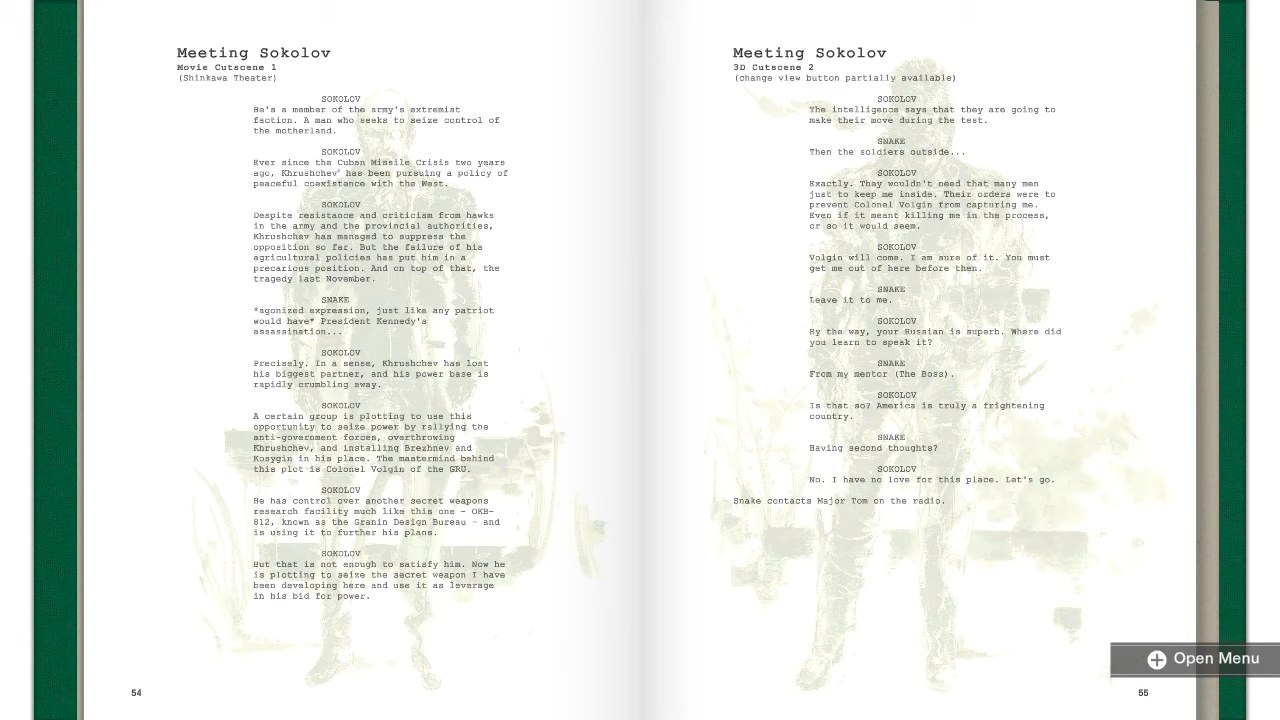 Meeting Sokolov
Movie Cutscene 1
(Shinkawa Theater)
SOKOLOV
He's a member of the army's extremist
faction. A man who seeks to seize control of
the motherland.
SOKOLOV
Ever since the Cuban Missile Crisis two years
ago, Khrushchev¹ has been pursuing a policy of
peaceful coexistence with the West.
SOKOLOV
Despite resistance and criticism from hawks
in the army and the provincial authorities,
Khrushchev has managed to suppress the
opposition so far. But the failure of his
agricultural policies has put him in a
precarious position. And on top of that, the
tragedy last November.
SNAKE
*agonized expression, just like any patriot
would have* President Kennedy's
assassination...
SOKOLOV
Precisely. In a sense, Khrushchev has lost
his biggest partner, and his power base is
rapidly crumbling away.
SOKOLOV
A certain group is plotting to use this
opportunity to seize power by rallying the
anti-government forces, overthrowing
Khrushchev, and installing Brezhnev and
Kosygin in his place. The mastermind behind
this plot is Colonel Volgin of the GRU.
SOKOLOV
He has control over another secret weapons
research facility much like this one - OKB-
812, known as the Granin Design Bureau - and
is using it to further his plans.
SOKOLOV
But that is not enough to satisfy him. Now he
is plotting to seize the secret weapon I have
been developing here and use it as leverage
in his bid for power.
54
Meeting Sokolov
3D Cutscene 2
(change view button partially available)
SOKOLOV
The intelligence says that they are going to
make their move during the test.
SNAKE
Then the soldiers outside...
SOKOLOV
Exactly. They wouldn't need that many men
just to keep me inside. Their orders were to
prevent Colonel Volgin from capturing me.
Even if it meant killing me in the process,
or so it would seem.
SOKOLOV
Volgin will come. I am sure of it. You must
get me out of here before then.
SNAKE
Leave it to me.
SOKOLOV
By the way, your Russian is superb. Where did
you learn to speak it?
SNAKE
From my mentor (The Boss).
SOKOLOV
Is that so? America is truly a frightening
country.
SNAKE
Having second thoughts?
SOKOLOV
No. I have no love for this place. Let's go.
Snake contacts Major Tom on the radio.
Open Menu
55